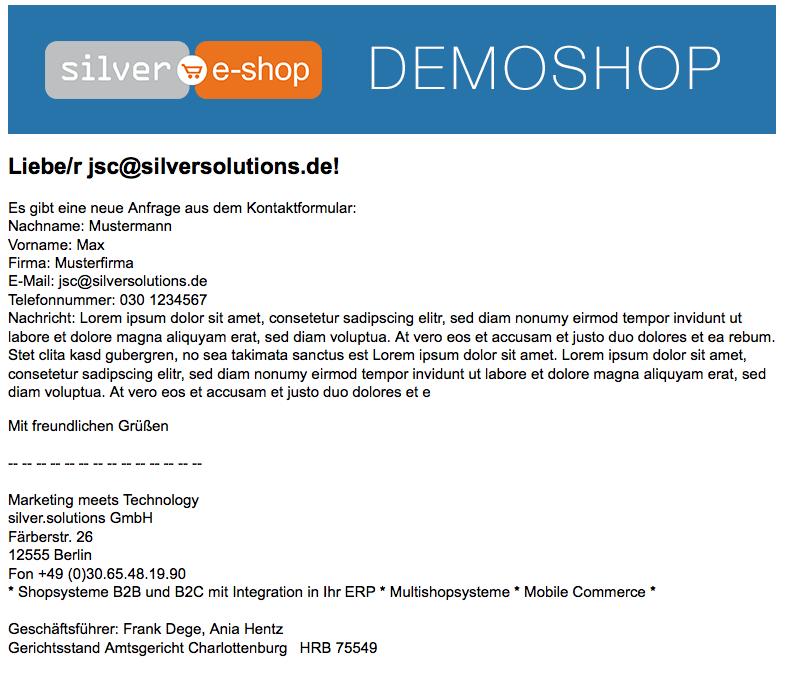 silver e-shop DEMOSHOP
Liebe/r jsc@silversolutions.de!
Es gibt eine neue Anfrage aus dem Kontaktformular:
Nachname: Mustermann
Vorname: Max
Firma: Musterfirma
E-Mail: jsc@silversolutions.de
Telefonnummer: 030 1234567
Nachricht: Lorem ipsum dolor sit amet, consetetur sadipscing elitr, sed diam nonumy eirmod tempor invidunt ut
labore et dolore magna aliquyam erat, sed diam voluptua. At vero eos et accusam et justo duo dolores et ea rebum.
Stet clita kasd gubergren, no sea takimata sanctus est Lorem ipsum dolor sit amet. Lorem ipsum dolor sit amet,
consetetur sadipscing elitr, sed diam nonumy eirmod tempor invidunt ut labore et dolore magna aliquyam erat, sed
diam voluptua. At vero eos et accusam et justo duo dolores et e
Mit freundlichen Grüßen
-- -- -- -- -- -- -- -- -- -- -- -- -- --
Marketing meets Technology
silver.solutions GmbH
Färberstr. 26
12555 Berlin
Fon +49 (0)30.65.48.19.90
* Shopsysteme B2B und B2C mit Integration in Ihr ERP * Multishopsysteme * Mobile Commerce *
Geschäftsführer: Frank Dege, Ania Hentz
Gerichtsstand Amtsgericht Charlottenburg   HRB 75549